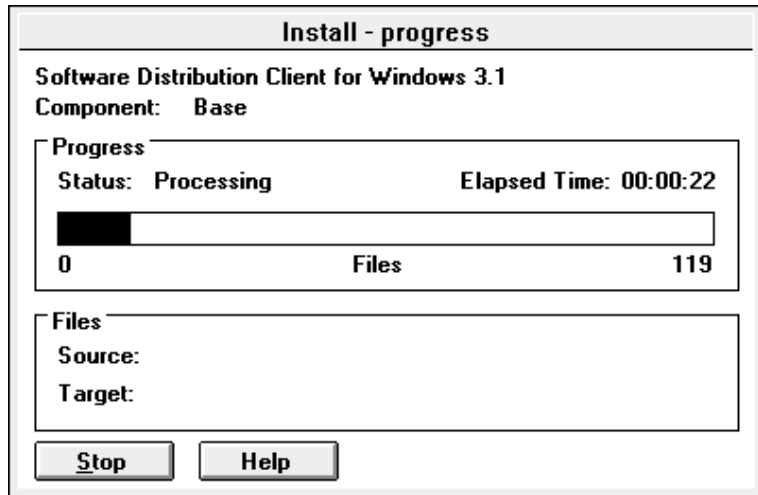 Install - progress
Software Distribution Client for Windows 3.1
Component: Base
Progress
Status: Processing Elapsed Time: 00:00:22
0 Files 119
Files
Source:
Target:
Stop Help